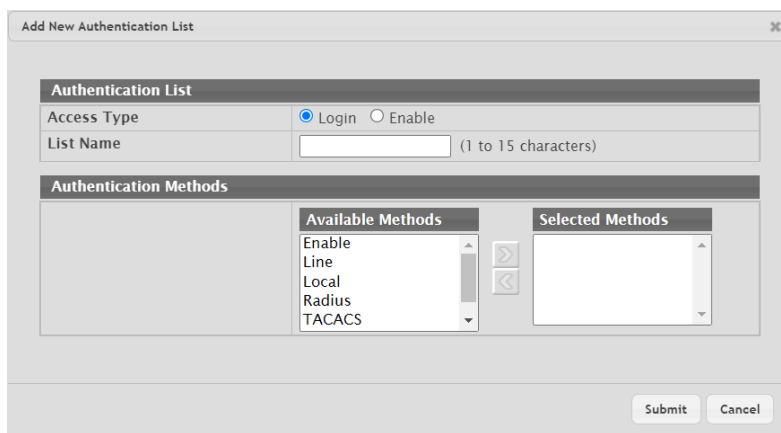 Add New Authentication List
Authentication List
Access Type Login Enable
List Name (1 to 15 characters)
Authentication Methods
Available Methods Selected Methods
Enable
Line
Local
Radius
TACACS
Submit Cancel